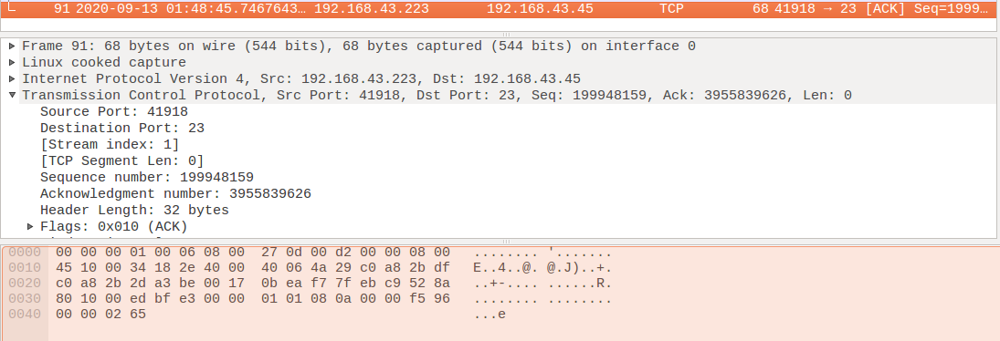 91 2020-09-13 01:48:45.7467643… 192.168.43.223 192.168.43.45 TCP 68 41918 → 23 [ACK] Seq=1999…
Frame 91: 68 bytes on wire (544 bits), 68 bytes captured (544 bits) on interface 0
Linux cooked capture
Internet Protocol Version 4, Src: 192.168.43.223, Dst: 192.168.43.45
Transmission Control Protocol, Src Port: 41918, Dst Port: 23, Seq: 199948159, Ack: 3955839626, Len: 0
Source Port: 41918
Destination Port: 23
[Stream index: 1]
[TCP Segment Len: 0]
Sequence number: 199948159
Acknowledgment number: 3955839626
Header Length: 32 bytes
Flags: 0x010 (ACK)
0000 00 00 00 01 00 06 08 00 27 0d 00 d2 00 00 08 00 ........ '.......
0010 45 10 00 34 18 2e 40 00 40 06 4a 29 c0 a8 2b df E..4..@. @.J)..+.
0020 c0 a8 2b 2d a3 be 00 17 0b ea f7 7f eb c9 52 8a ..+-.... ......R.
0030 80 10 00 ed bf e3 00 00 01 01 08 0a 00 00 f5 96 ........ ........
0040 00 00 02 65 ...e